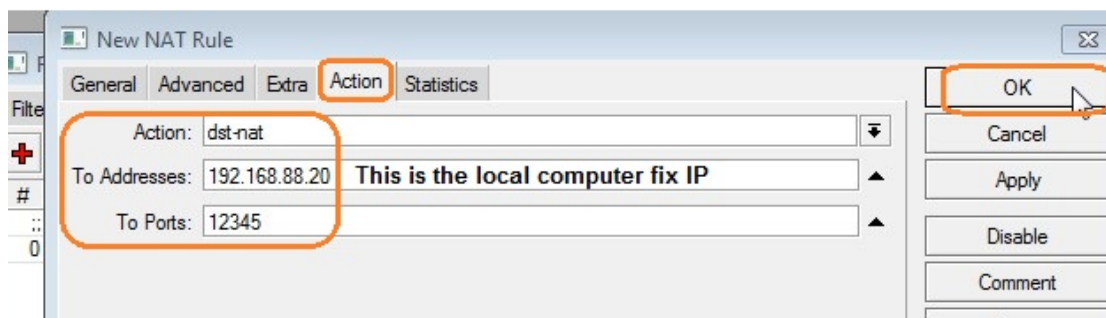 New NAT Rule
General Advanced Extra Action Statistics
Filte
#
::
0
Action: dst-nat
To Addresses: 192.168.88.20 This is the local computer fix IP
To Ports: 12345
OK
Cancel
Apply
Disable
Comment